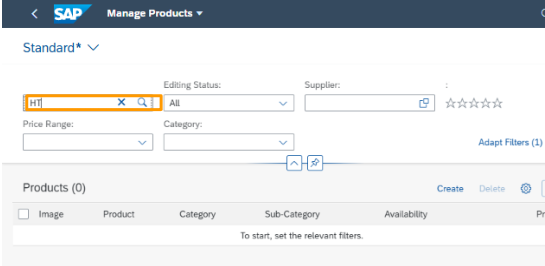 SAP Manage Products
Standard*
Editing Status: Supplier: :
HT All
Price Range: Category:
Adapt Filters (1)
Products (0) Create Delete
Image Product Category Sub-Category Availability
To start, set the relevant filters.